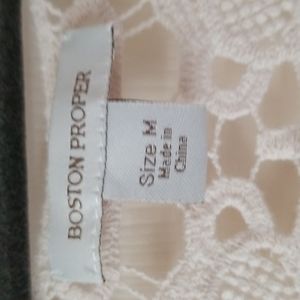 BOSTON PROPER
Size M
Made in
China